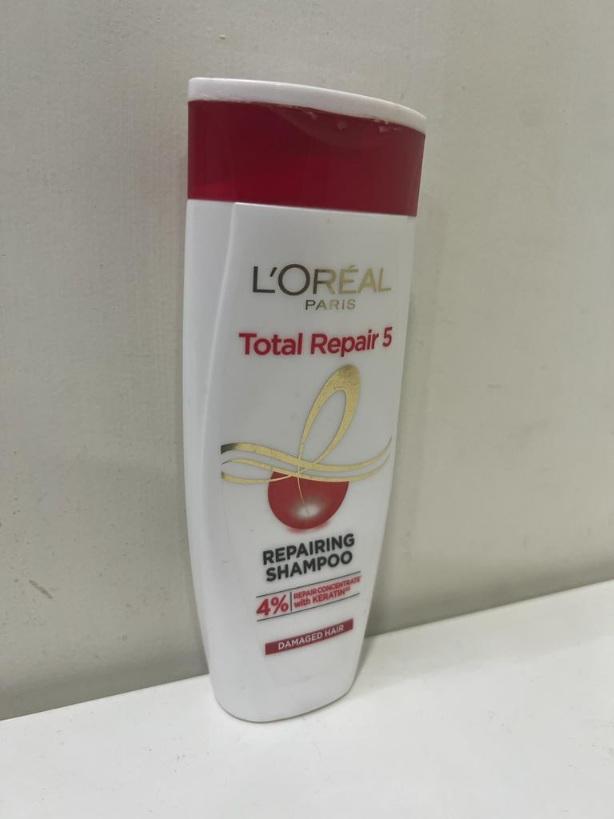 L'ORÉAL
PARIS
Total Repair 5
REPAIRING
SHAMPOO
4% REPAIR CONCENTRATE
with KERATIN
DAMAGED HAIR